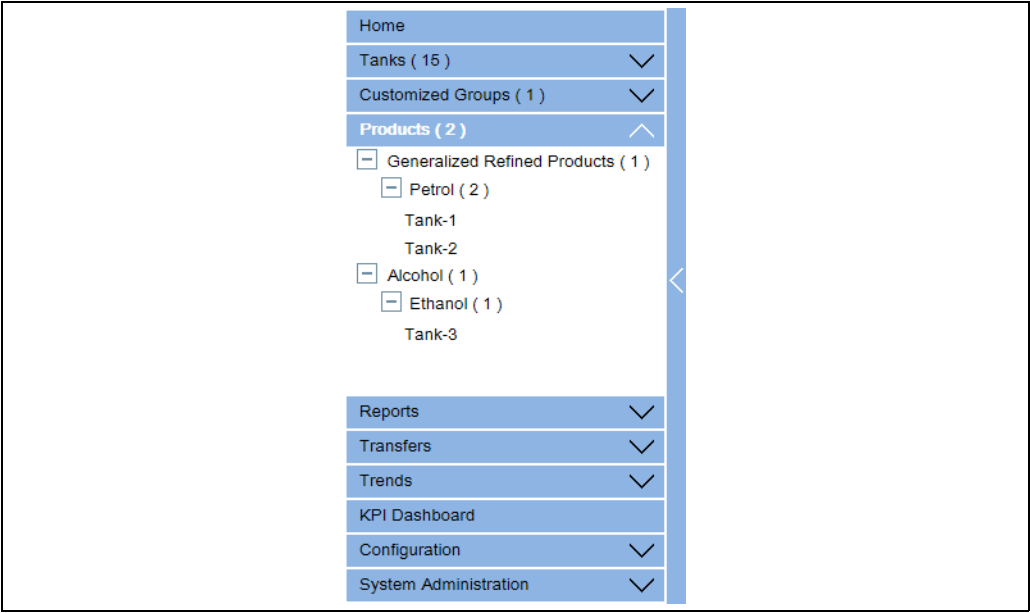 Home
Tanks ( 15 )
Customized Groups ( 1 )
Products ( 2 )
Generalized Refined Products ( 1 )
Petrol ( 2 )
Tank-1
Tank-2
Alcohol ( 1 )
Ethanol ( 1 )
Tank-3
Reports
Transfers
Trends
KPI Dashboard
Configuration
System Administration